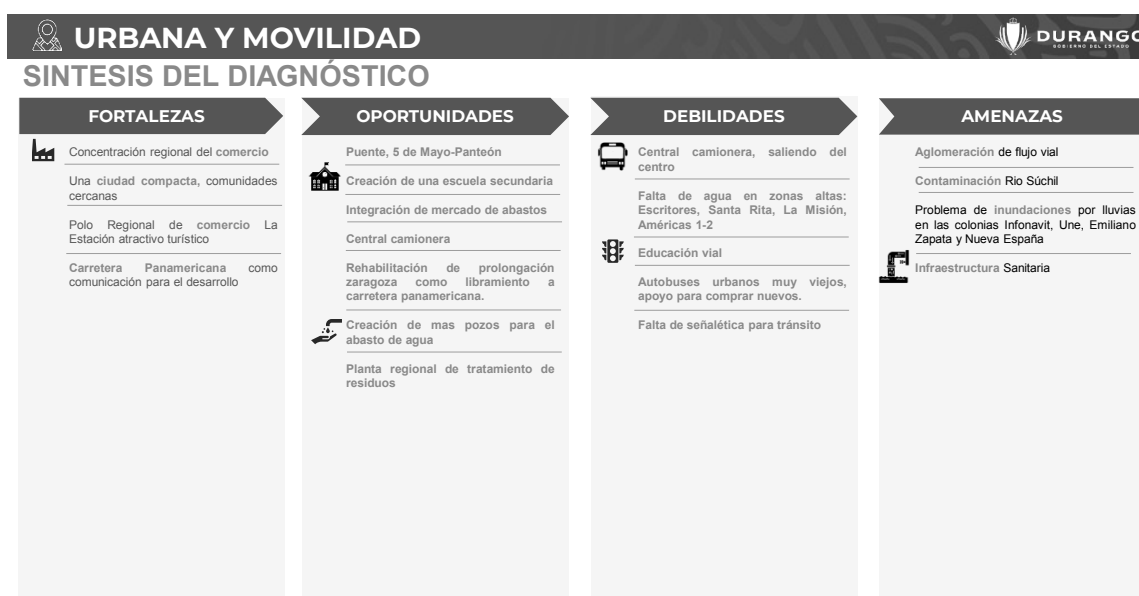 URBANA Y MOVILIDAD
DURANGO
GOBIERNO DEL ESTADO
SINTESIS DEL DIAGNÓSTICO
FORTALEZAS
Concentración regional del comercio
Una ciudad compacta, comunidades
cercanas
Polo Regional de comercio La
Estación atractivo turístico
Carretera Panamericana como
comunicación para el desarrollo
OPORTUNIDADES
Puente, 5 de Mayo-Panteón
Creación de una escuela secundaria
Integración de mercado de abastos
Central camionera
Rehabilitación de prolongación
zaragoza como libramiento a
carretera panamericana.
Creación de mas pozos para el
abasto de agua
Planta regional de tratamiento de
residuos
DEBILIDADES
Central camionera, saliendo del
centro
Falta de agua en zonas altas:
Escritores, Santa Rita, La Misión,
Américas 1-2
Educación vial
Autobuses urbanos muy viejos,
apoyo para comprar nuevos.
Falta de señalética para tránsito
AMENAZAS
Aglomeración de flujo vial
Contaminación Rio Súchil
Problema de inundaciones por lluvias
en las colonias Infonavit, Une, Emiliano
Zapata y Nueva España
Infraestructura Sanitaria